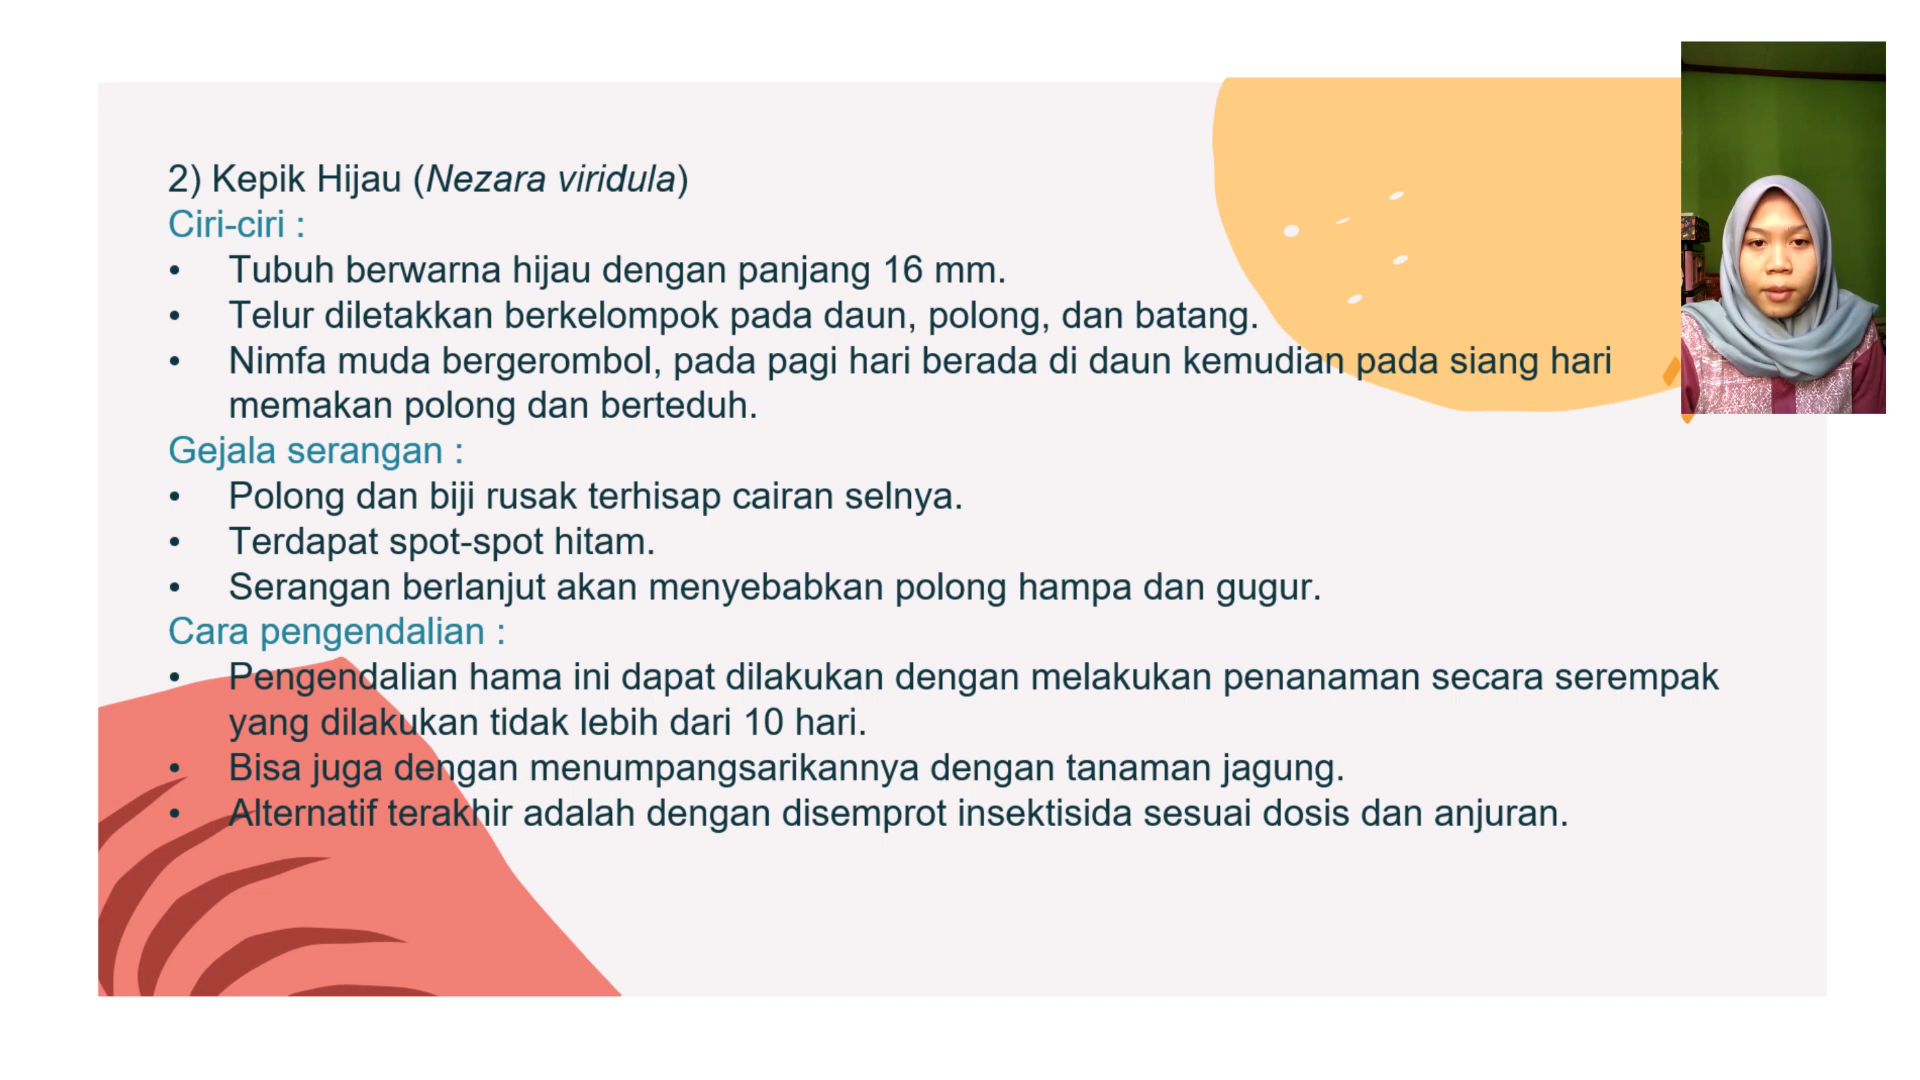 2) Kepik Hijau (Nezara viridula)
Ciri-ciri :
• Tubuh berwarna hijau dengan panjang 16 mm.
• Telur diletakkan berkelompok pada daun, polong, dan batang.
• Nimfa muda bergerombol, pada pagi hari berada di daun kemudian pada siang hari
memakan polong dan berteduh.
Gejala serangan :
• Polong dan biji rusak terhisap cairan selnya.
• Terdapat spot-spot hitam.
• Serangan berlanjut akan menyebabkan polong hampa dan gugur.
Cara pengendalian :
• Pengendalian hama ini dapat dilakukan dengan melakukan penanaman secara serempak
yang dilakukan tidak lebih dari 10 hari.
• Bisa juga dengan menumpangsarikannya dengan tanaman jagung.
• Alternatif terakhir adalah dengan disemprot insektisida sesuai dosis dan anjuran.